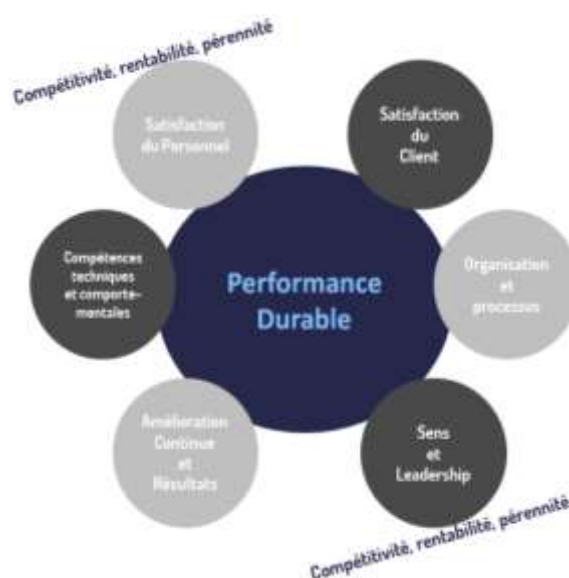 Compétitivité, rentabilité, pérennité
Satisfaction
du Personnel
Satisfaction
du
Client
Compétences
techniques
et comporte-
mentales
Performance
Durable
Organisation
et
processus
Amélioration
Continue
et
Résultats
Sens
et
Leadership
Compétitivité, rentabilité, pérennité